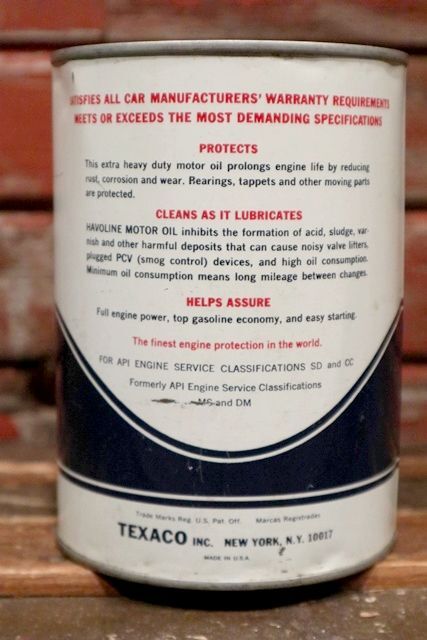 SATISFIES ALL CAR MANUFACTURERS' WARRANTY REQUIREMENTS
MEETS OR EXCEEDS THE MOST DEMANDING SPECIFICATIONS
PROTECTS
This extra heavy duty motor oil prolongs engine life by reducing
rust, corrosion and wear. Bearings, tappets and other moving parts
are protected.
CLEANS AS IT LUBRICATES
HAVOLINE MOTOR OIL inhibits the formation of acid, sludge, var-
nish and other harmful deposits that can cause noisy valve lifters,
plugged PCV (smog control) devices, and high oil consumption.
Minimum oil consumption means long mileage between changes.
HELPS ASSURE
Full engine power, top gasoline economy, and easy starting.
The finest engine protection in the world.
FOR API ENGINE SERVICE CLASSIFICATIONS SD and CC
Formerly API Engine Service Classifications
MS and DM
Trade Marks Reg. U.S. Pat. Off. Marcas Registradas
TEXACO INC. NEW YORK, N.Y. 10017
MADE IN U.S.A.